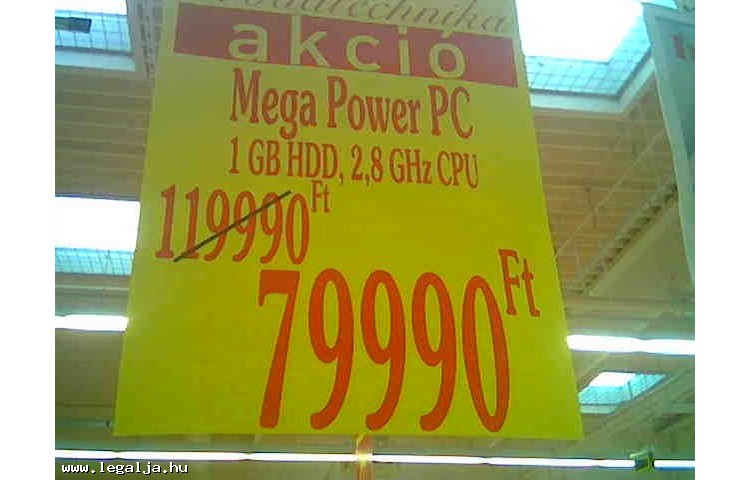 akció
Mega Power PC
1 GB HDD, 2,8 GHz CPU
119990 Ft
79990 Ft
www.legalja.hu